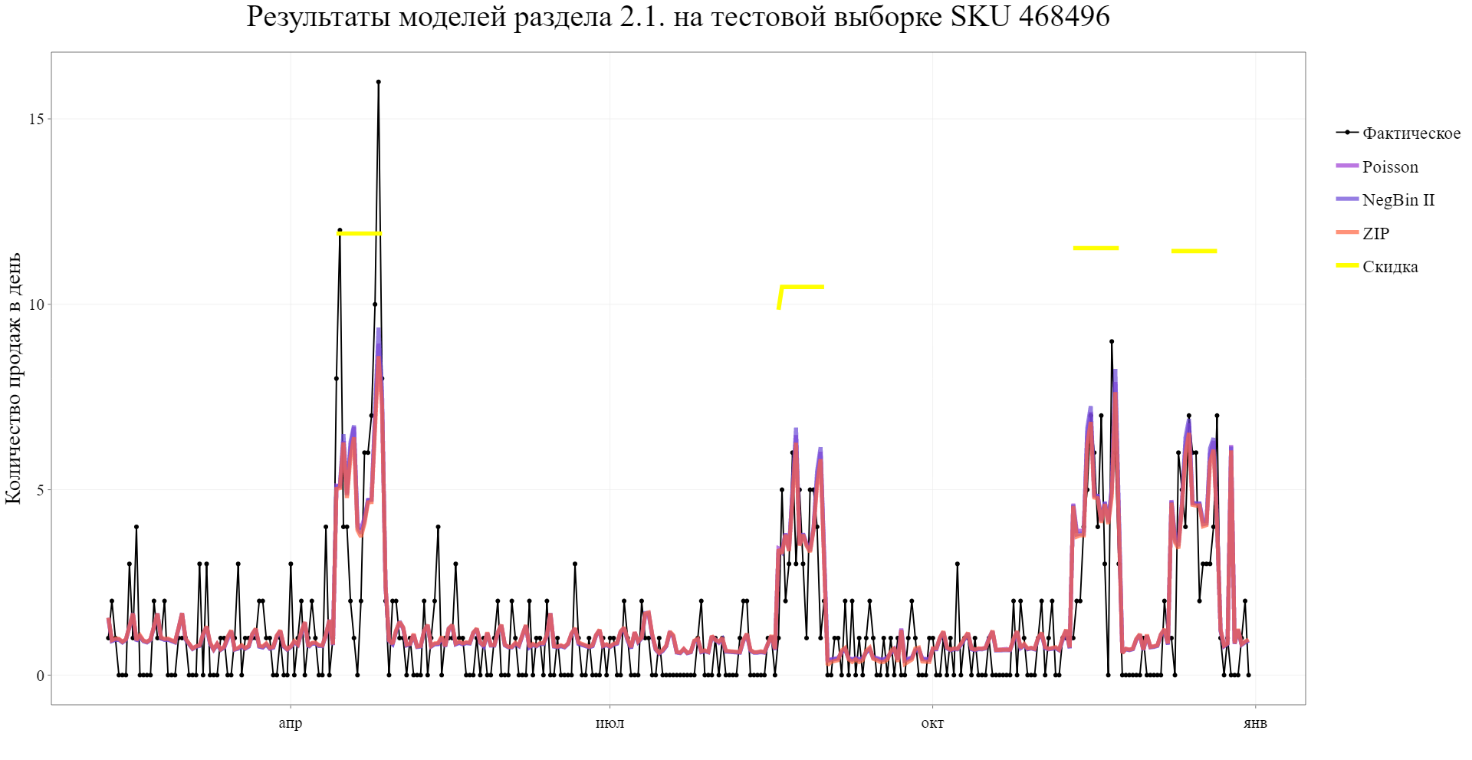 Результаты моделей раздела 2.1. на тестовой выборке SKU 468496
Количество продаж в день
15
10
5
0
апр
июл
окт
янв
Фактическое
Poisson
NegBin II
ZIP
Скидка